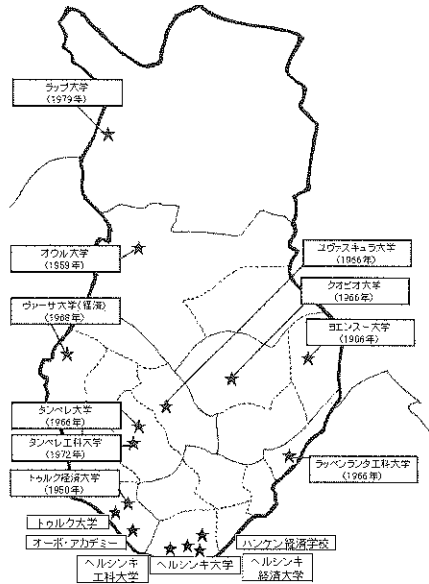 ラップ大学
(1979年)
オウル大学
(1959年)
ユヴァスキュラ大学
(1966年)
クオピオ大学
(1966年)
ヴァーサ大学(経済)
(1968年)
ヨエンスー大学
(1966年)
タンペレ大学
(1966年)
タンペレ工科大学
(1972年)
ラッペンランタ工科大学
(1966年)
トゥルク経済大学
(1950年)
トゥルク大学
オーボ・アカデミー
ハンケン経済学校
ヘルシンキ
工科大学
ヘルシンキ大学
ヘルシンキ
経済大学